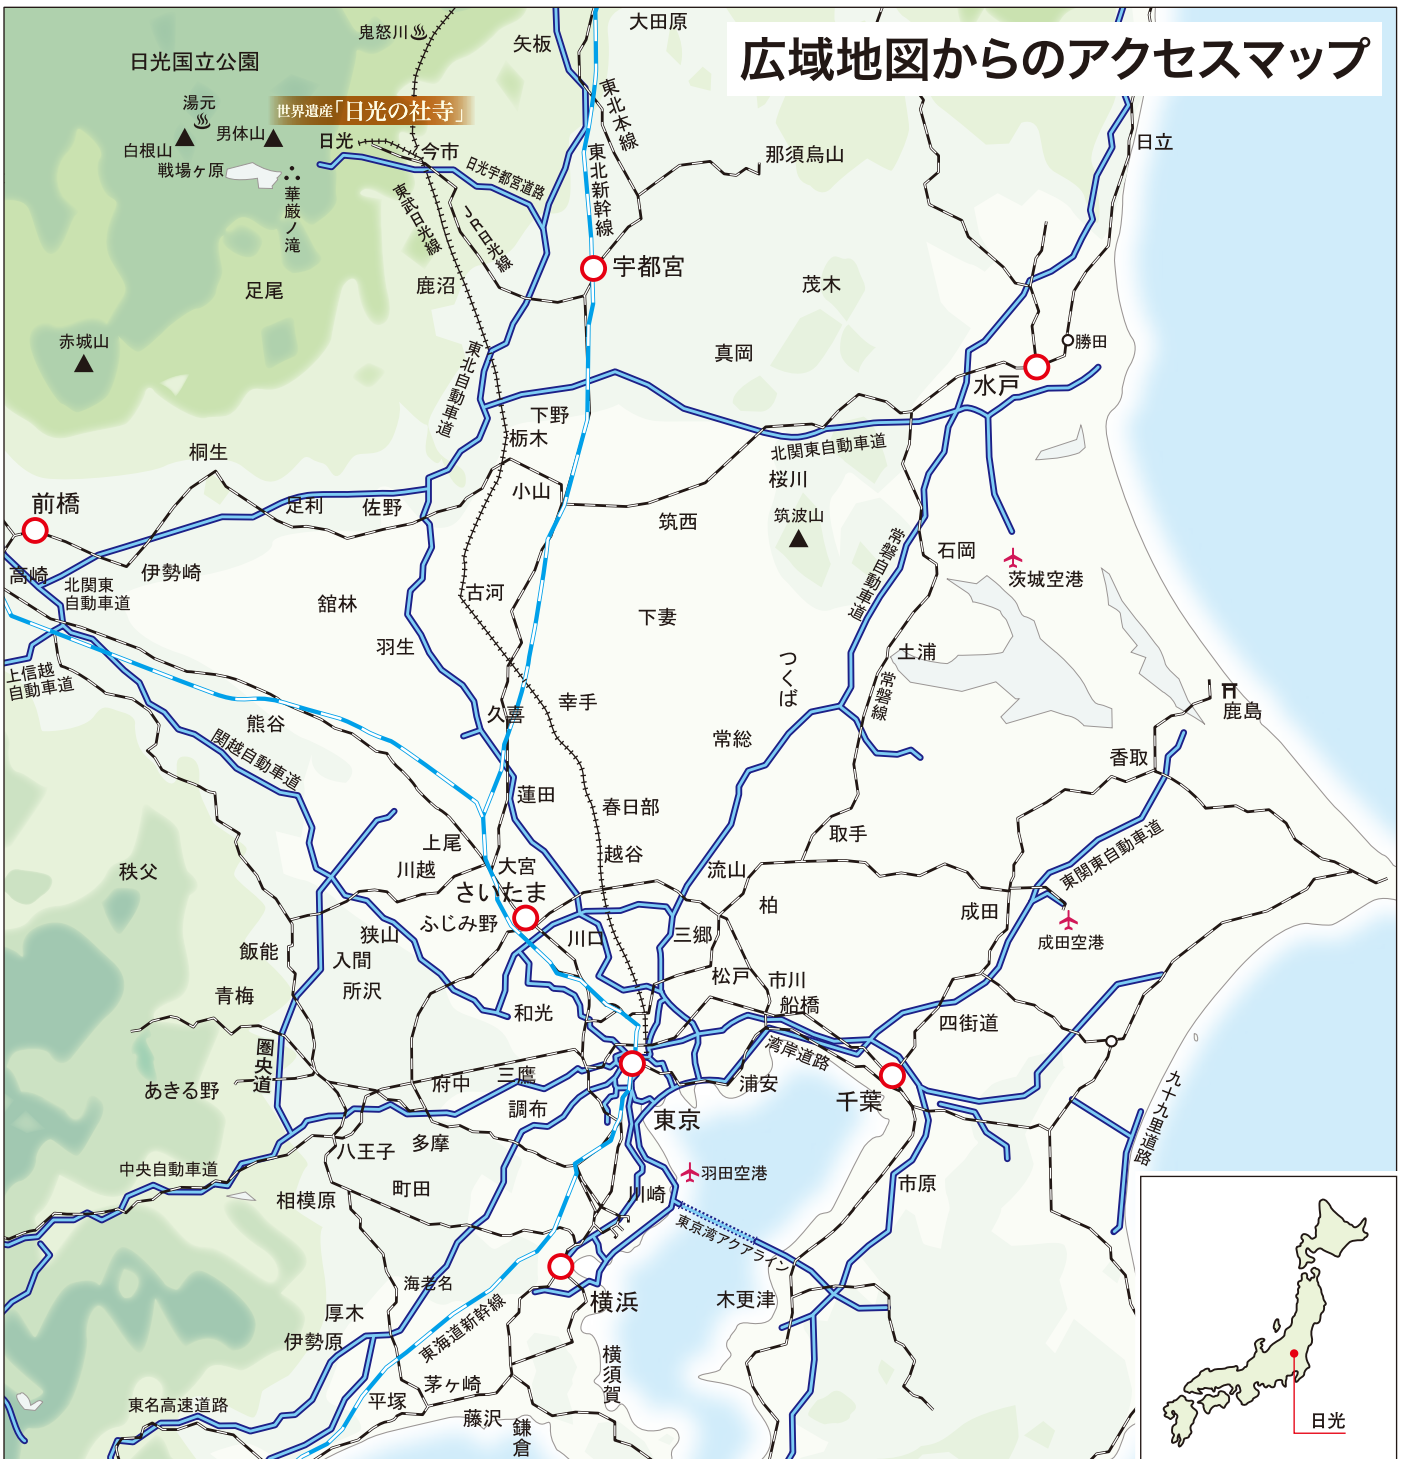 広域地図からのアクセスマップ
大田原
鬼怒川
矢板
日光国立公園
東北本線
湯元
世界遺産「日光の社寺」
男体山
日光
白根山
今市
東北新幹線
日立
那須烏山
戦場ヶ原
日光宇都宮道路
華厳ノ滝
東武日光線
JR日光線
宇都宮
足尾
鹿沼
茂木
赤城山
勝田
東北自動車道
真岡
水戸
下野
栃木
桐生
北関東自動車道
桜川
前橋
足利
佐野
小山
筑西
筑波山
常磐自動車道
石岡
高崎
北関東
自動車道
伊勢崎
茨城空港
舘林
古河
下妻
羽生
つくば
土浦
上信越
自動車道
常磐線
鹿島
熊谷
久喜
幸手
関越自動車道
常総
香取
蓮田
春日部
取手
上尾
越谷
東関東自動車道
秩父
川越
大宮
さいたま
流山
柏
成田
ふじみ野
狭山
川口
三郷
成田空港
飯能
入間
松戸
市川
青梅
所沢
和光
船橋
四街道
圏央道
湾岸道路
あきる野
府中
三鷹
浦安
千葉
九十九里道路
調布
東京
八王子
多摩
中央自動車道
羽田空港
相模原
町田
川崎
市原
東京湾アクアライン
海老名
木更津
厚木
横浜
伊勢原
東海道新幹線
横須賀
茅ヶ崎
平塚
東名高速道路
藤沢
鎌倉
日光